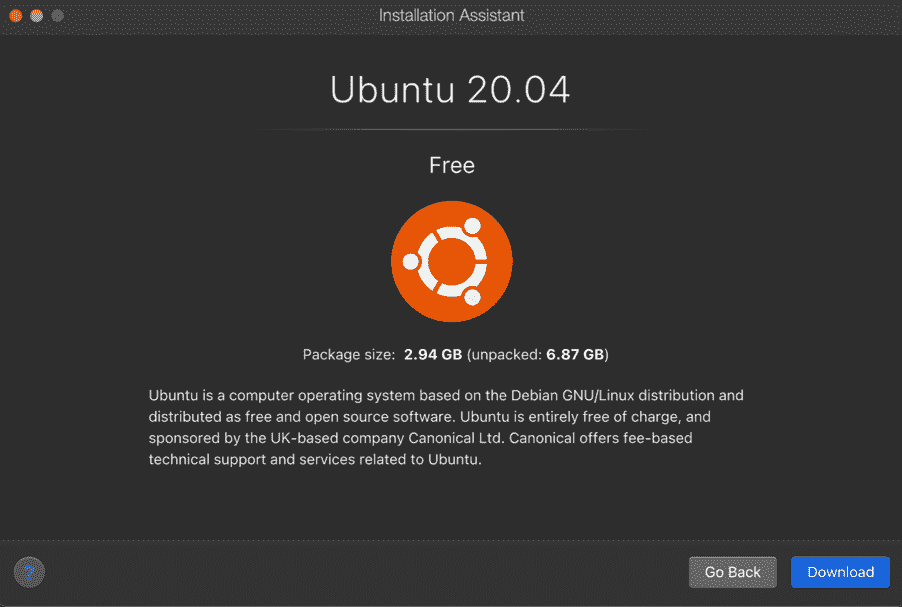 Installation Assistant
Ubuntu 20.04
Free
Package size: 2.94 GB (unpacked: 6.87 GB)
Ubuntu is a computer operating system based on the Debian GNU/Linux distribution and
distributed as free and open source software. Ubuntu is entirely free of charge, and
sponsored by the UK-based company Canonical Ltd. Canonical offers fee-based
technical support and services related to Ubuntu.
?
Go Back
Download